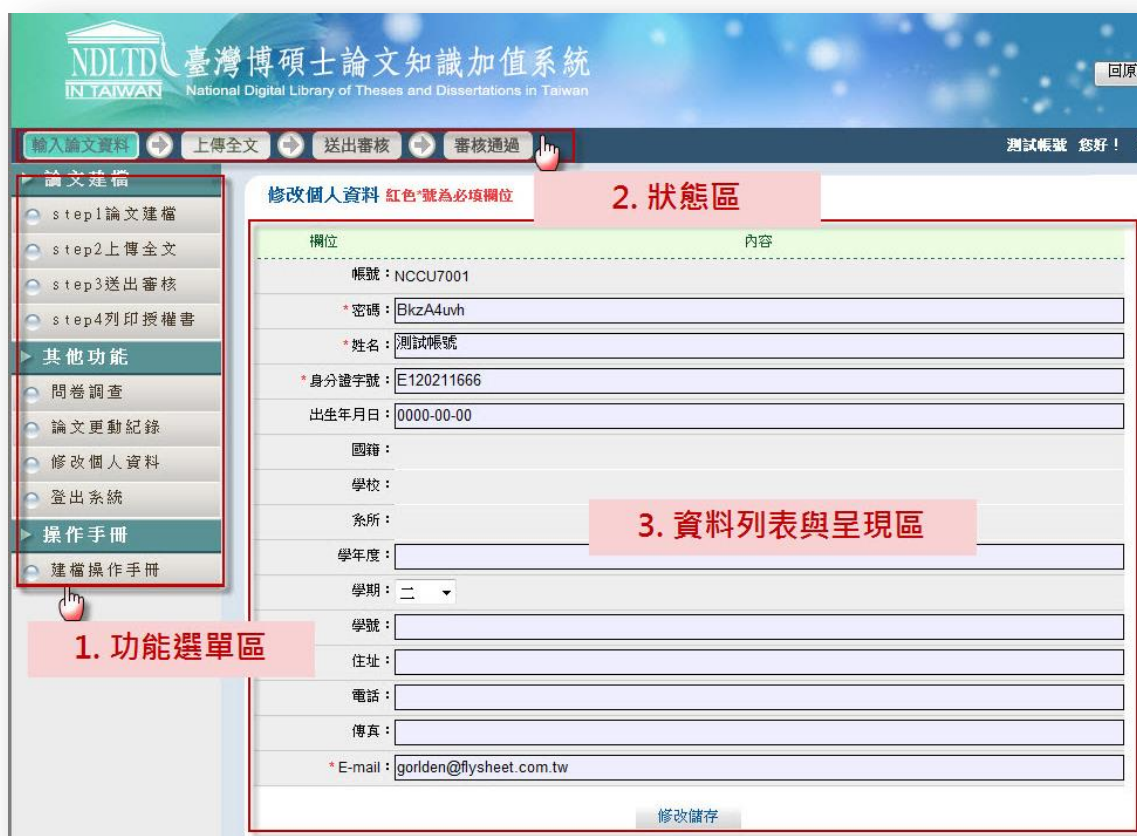 NDLTD
IN TAIWAN
臺灣博碩士論文知識加值系統
National Digital Library of Theses and Dissertations in Taiwan
回原
輸入論文資料 上傳全文 送出審核 審核通過
測試帳號 您好！
論文建檔
step1論文建檔
step2上傳全文
step3送出審核
step4列印授權書
其他功能
問卷調查
論文更動紀錄
修改個人資料
登出系統
操作手冊
建檔操作手冊
1. 功能選單區
修改個人資料 紅色*號為必填欄位
2. 狀態區
欄位 內容
帳號：NCCU7001
*密碼：BkzA4uvh
*姓名：測試帳號
*身分證字號：E120211666
出生年月日：0000-00-00
國籍：
學校：
系所：
3. 資料列表與呈現區
學年度：
學期：二
學號：
住址：
電話：
傳真：
*E-mail：gorlden@flysheet.com.tw
修改儲存